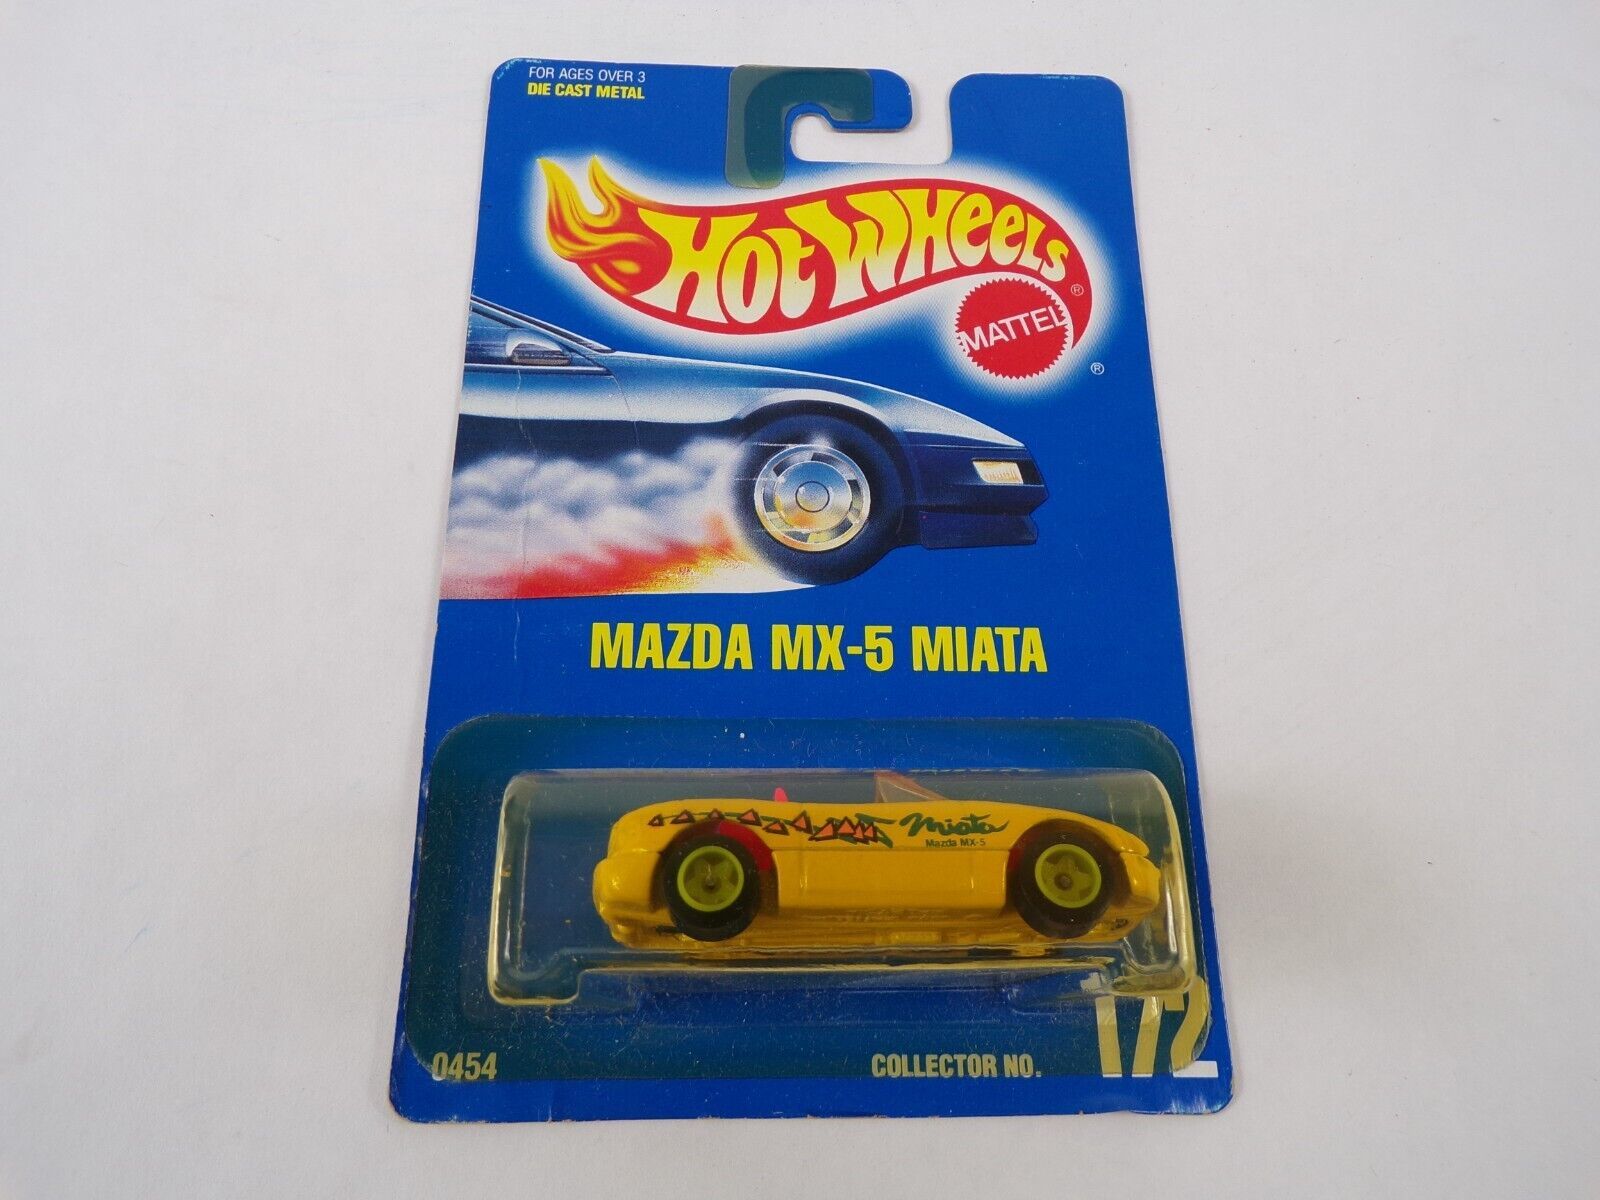 FOR AGES OVER 3
DIE CAST METAL
HOT WHEELS ®
MATTEL
®
MAZDA MX-5 MIATA
Miata
Mazda MX-5
0454
COLLECTOR NO. 172